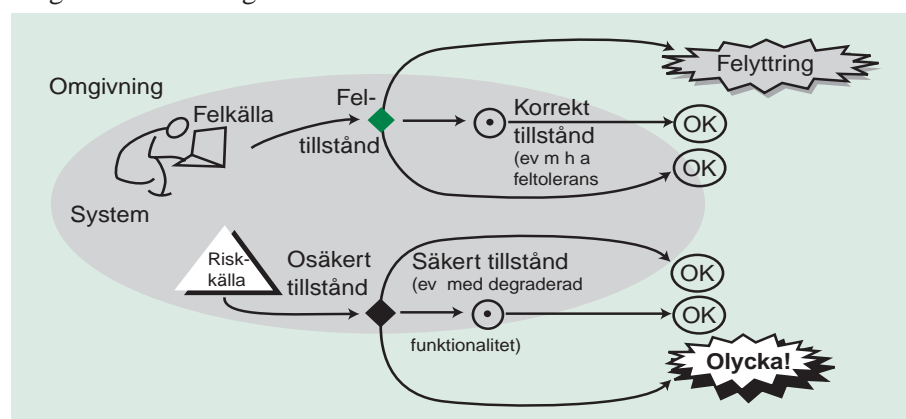 Felyttring
Omgivning
Felkälla
Fel-
tillstånd
Korrekt
tillstånd
(ev m h a
feltolerans
OK
OK
System
Risk-
källa
Osäkert
tillstånd
Säkert tillstånd
(ev med degraderad
funktionalitet)
OK
OK
Olycka!